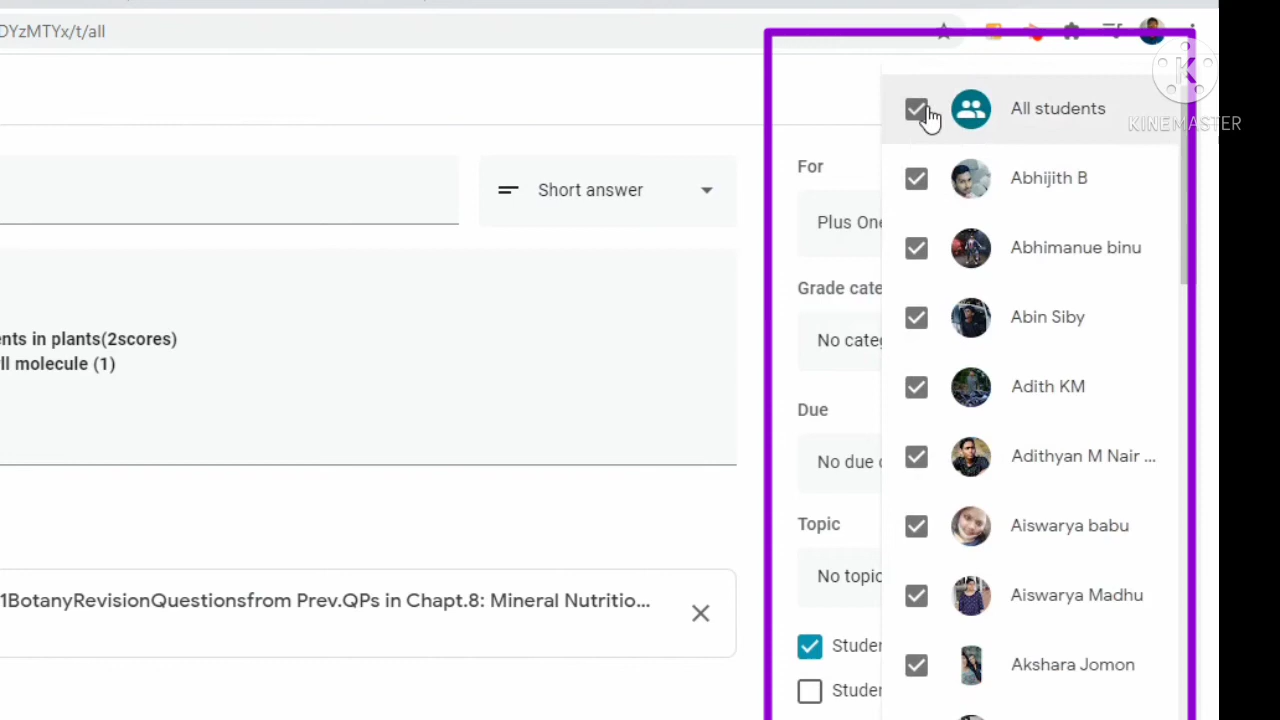 DYzMTYx/t/all
All students
KINEMASTER
For
Abhijith B
Short answer
Plus One
Abhimanue binu
Grade cate
Abin Siby
ents in plants(2scores)
No cate
ll molecule (1)
Adith KM
Due
No due
Adithyan M Nair ...
Topic
Aiswarya babu
No topic
Aiswarya Madhu
1BotanyRevisionQuestionsfrom Prev.QPs in Chapt.8: Mineral Nutritio...
Studen
Akshara Jomon
Studen